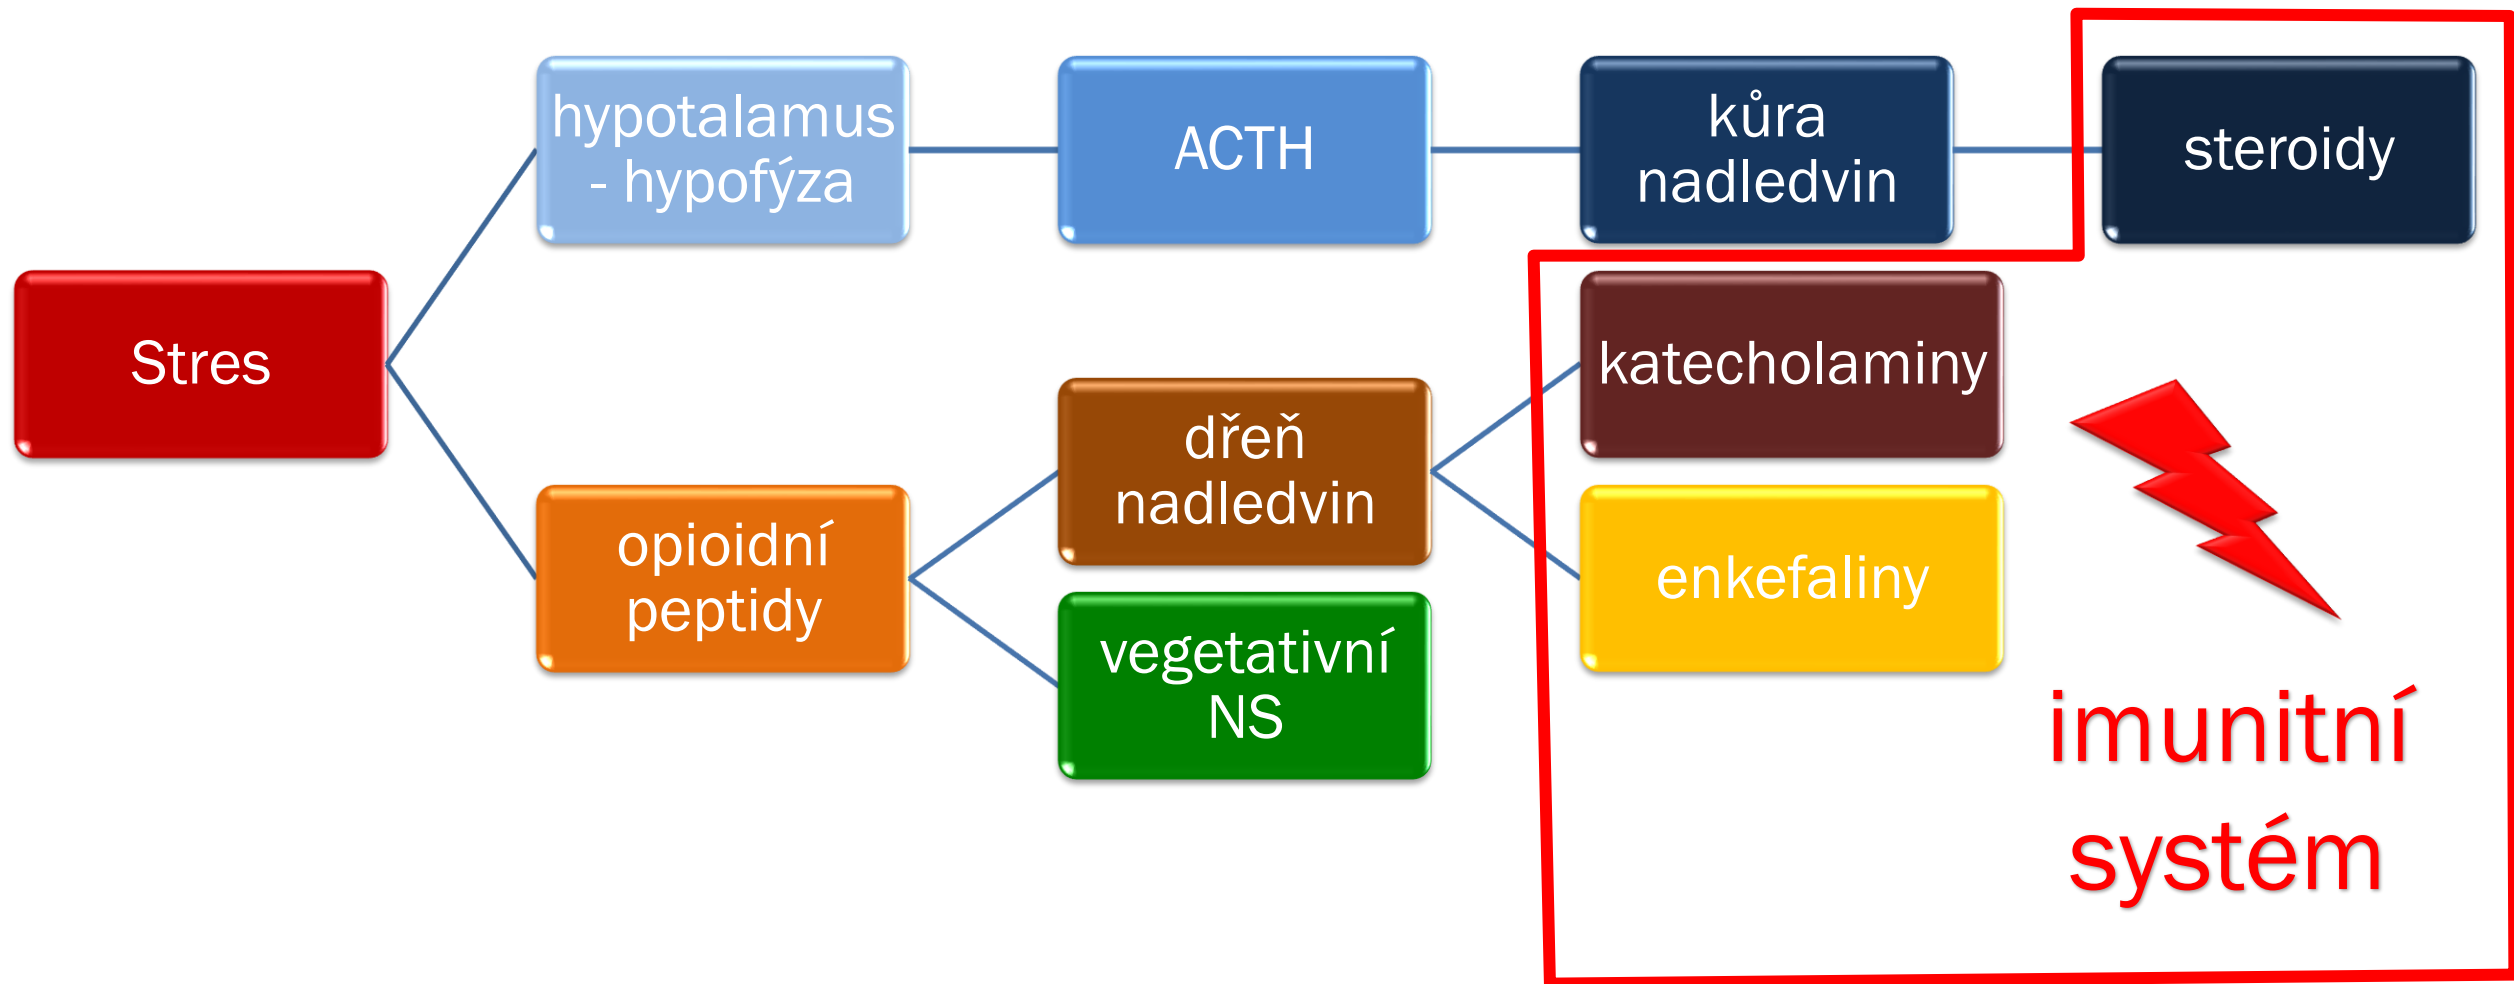 hypotalamus
- hypofýza
ACTH
kůra
nadledvin
steroidy
Stres
katecholaminy
dřeň
nadledvin
opioidní
peptidy
enkefaliny
vegetativní
NS
imunitní
systém